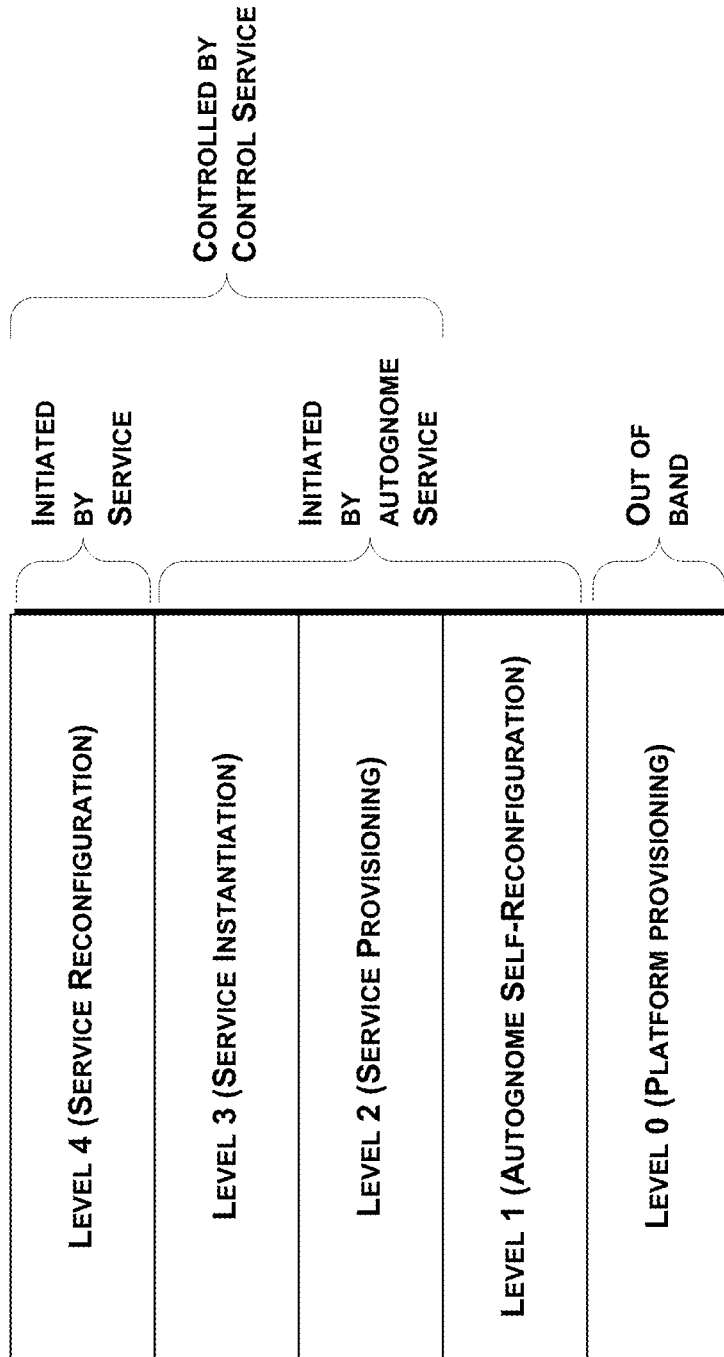 LEVEL 4 (SERVICE RECONFIGURATION)
LEVEL 3 (SERVICE INSTANTIATION)
LEVEL 2 (SERVICE PROVISIONING)
LEVEL 1 (AUTOGNOME SELF-RECONFIGURATION)
LEVEL 0 (PLATFORM PROVISIONING)
INITIATED
BY
SERVICE
INITIATED
BY
AUTOGNOME
SERVICE
OUT OF
BAND
CONTROLLED BY
CONTROL SERVICE